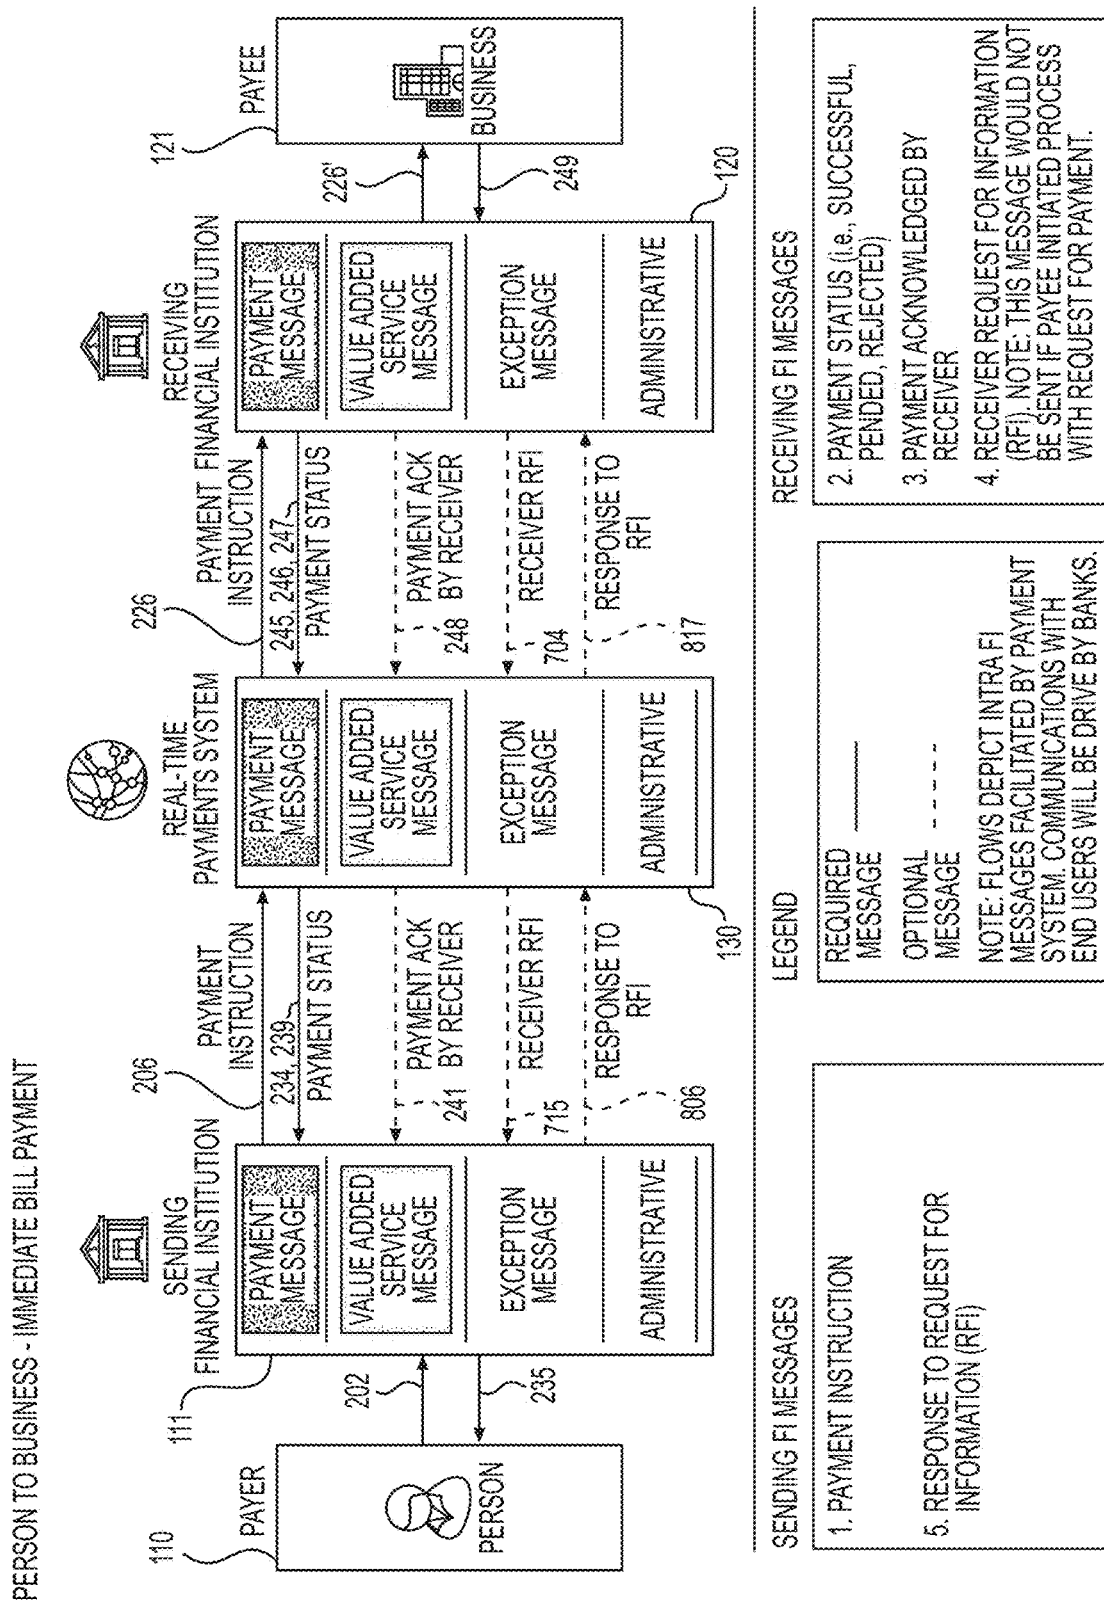 PERSON TO BUSINESS - IMMEDIATE BILL PAYMENT
110
PAYER
PERSON
202
235
111
SENDING
FINANCIAL INSTITUTION
PAYMENT
MESSAGE
VALUE ADDED
SERVICE
MESSAGE
EXCEPTION
MESSAGE
ADMINISTRATIVE
206
PAYMENT
INSTRUCTION
234, 239
PAYMENT STATUS
PAYMENT ACK
BY RECEIVER
241
RECEIVER RFI
715
RESPONSE TO
RFI
806
REAL-TIME
PAYMENTS SYSTEM
PAYMENT
MESSAGE
VALUE ADDED
SERVICE
MESSAGE
EXCEPTION
MESSAGE
ADMINISTRATIVE
130
226
PAYMENT
INSTRUCTION
245, 246, 247
PAYMENT STATUS
PAYMENT ACK
BY RECEIVER
248
RECEIVER RFI
704
RESPONSE TO
RFI
817
RECEIVING
FINANCIAL INSTITUTION
PAYMENT
MESSAGE
VALUE ADDED
SERVICE
MESSAGE
EXCEPTION
MESSAGE
ADMINISTRATIVE
120
226'
249
121
PAYEE
BUSINESS
SENDING FI MESSAGES
1. PAYMENT INSTRUCTION
5. RESPONSE TO REQUEST FOR
INFORMATION (RFI)
LEGEND
REQUIRED
MESSAGE
OPTIONAL
MESSAGE
NOTE: FLOWS DEPICT INTRA FI
MESSAGES FACILITATED BY PAYMENT
SYSTEM. COMMUNICATIONS WITH
END USERS WILL BE DRIVE BY BANKS.
RECEIVING FI MESSAGES
2. PAYMENT STATUS (i.e., SUCCESSFUL,
PENDED, REJECTED)
3. PAYMENT ACKNOWLEDGED BY
RECEIVER
4. RECEIVER REQUEST FOR INFORMATION
(RFI). NOTE: THIS MESSAGE WOULD NOT
BE SENT IF PAYEE INITIATED PROCESS
WITH REQUEST FOR PAYMENT.